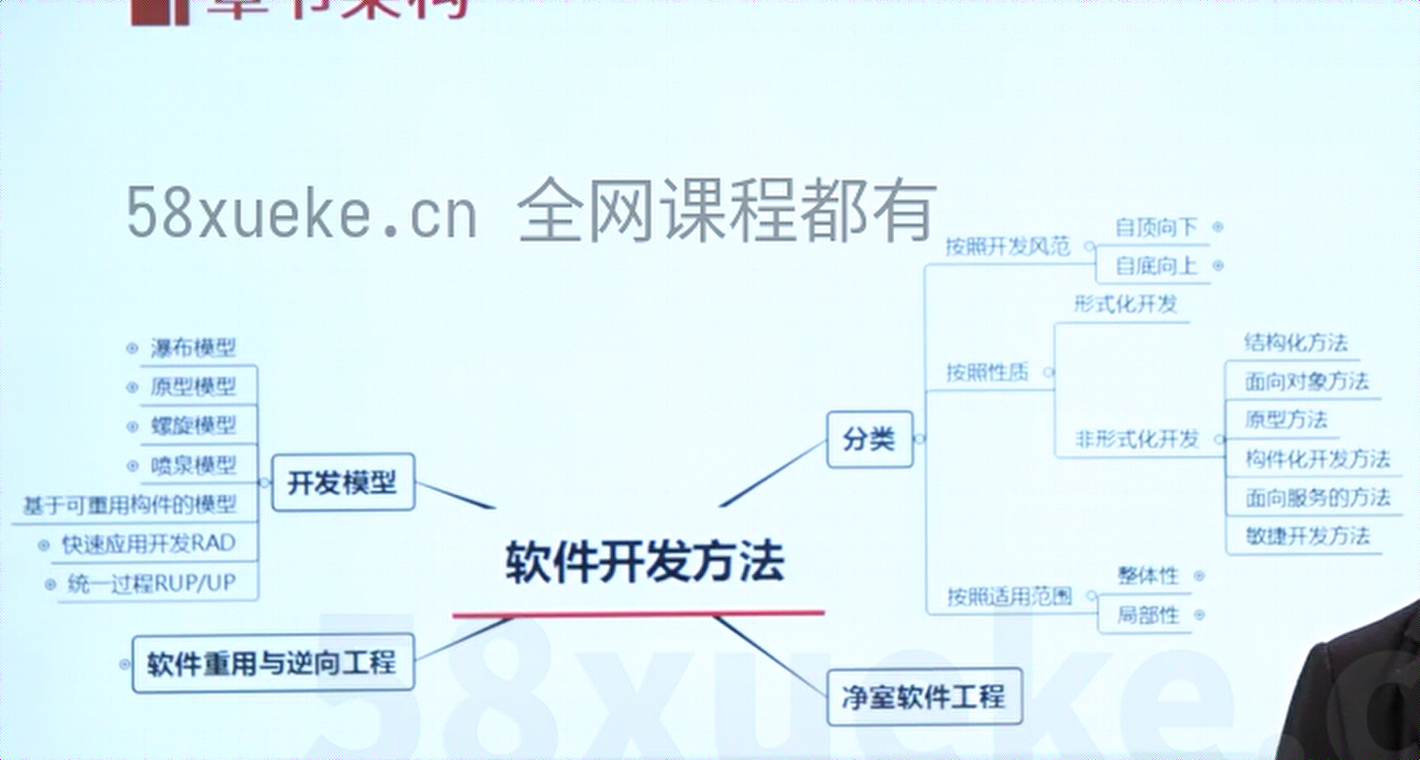 章节架构
58xueke.cn 全网课程都有
自顶向下
按照开发风范
自底向上
形式化开发
按照性质
非形式化开发
结构化方法
面向对象方法
原型方法
构件化开发方法
面向服务的方法
敏捷开发方法
分类
按照适用范围
整体性
局部性
瀑布模型
原型模型
螺旋模型
喷泉模型
基于可重用构件的模型
快速应用开发RAD
统一过程RUP/UP
开发模型
软件开发方法
软件重用与逆向工程
净室软件工程
58xueke.c